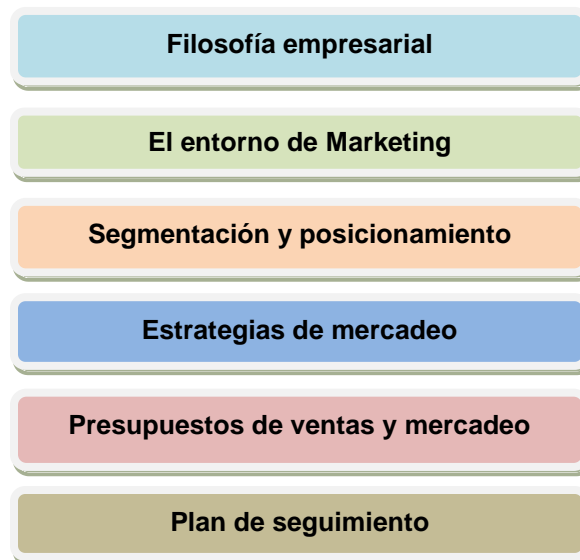 Filosofía empresarial
El entorno de Marketing
Segmentación y posicionamiento
Estrategias de mercadeo
Presupuestos de ventas y mercadeo
Plan de seguimiento